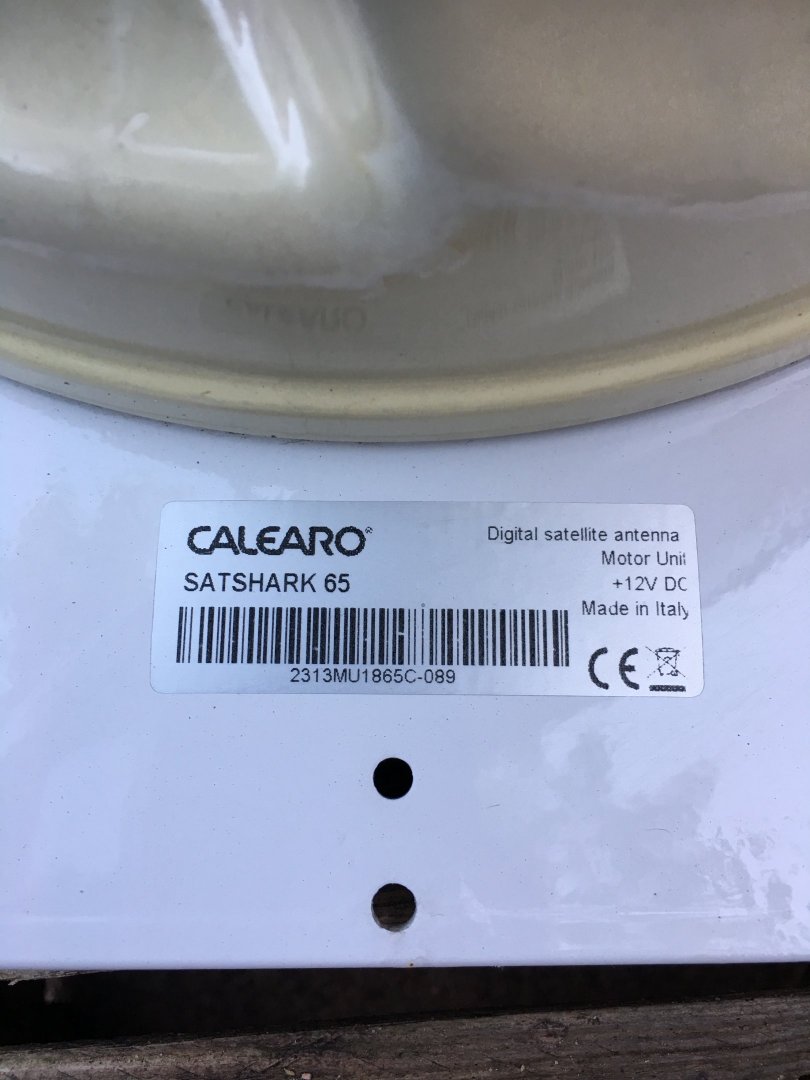 CALEARO®
SATSHARK 65
2313MU1865C-089
Digital satellite antenna
Motor Unit
+12V DC
Made in Italy
CE